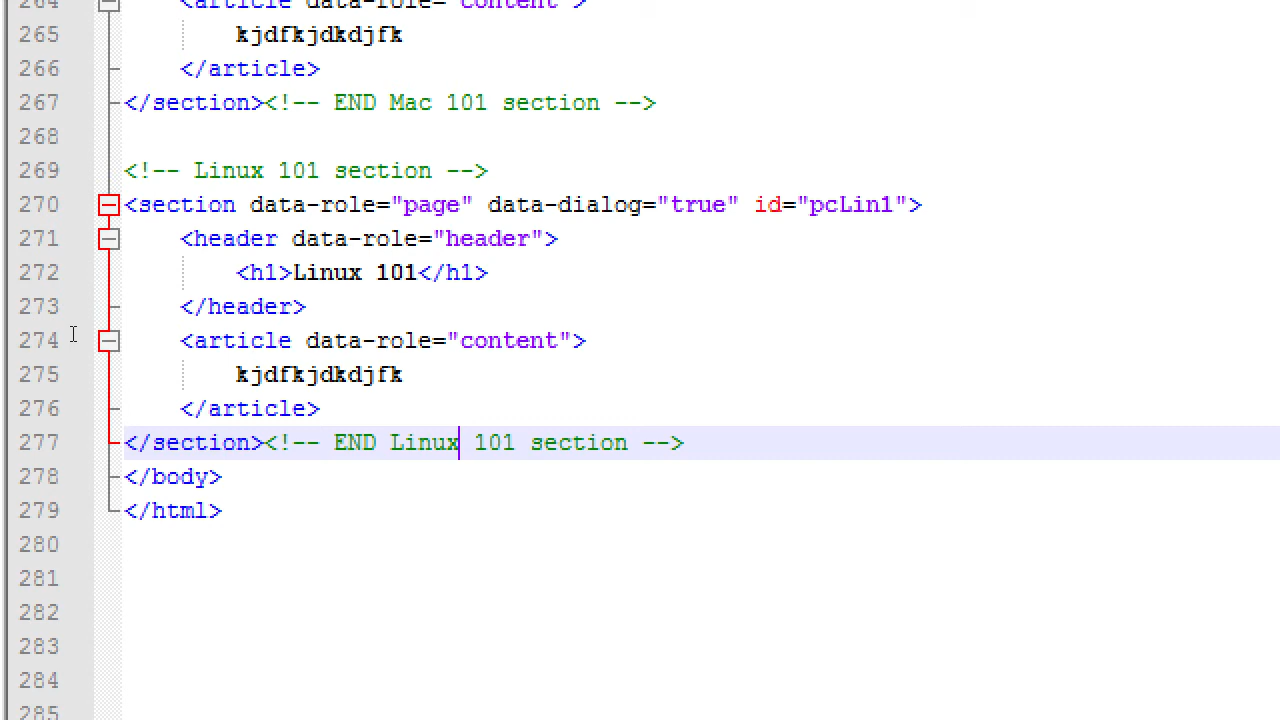 264 <article data-role="content">
265 kjdfkjdkdjfk
266 </article>
267 </section><!-- END Mac 101 section -->
268
269 <!-- Linux 101 section -->
270 <section data-role="page" data-dialog="true" id="pcLin1">
271 <header data-role="header">
272 <h1>Linux 101</h1>
273 </header>
274 <article data-role="content">
275 kjdfkjdkdjfk
276 </article>
277 </section><!-- END Linux 101 section -->
278 </body>
279 </html>
280
281
282
283
284
285